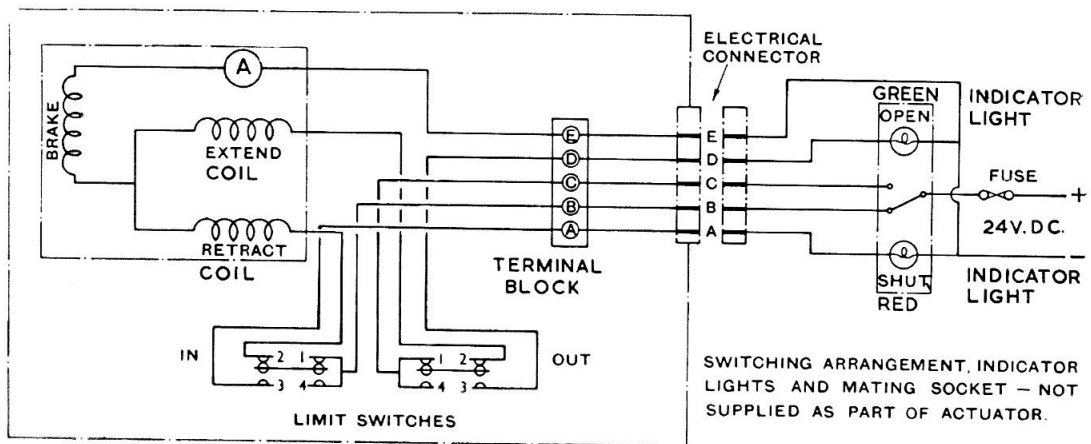 A
BRAKE
EXTEND
COIL
RETRACT
COIL
E
D
C
B
A
TERMINAL
BLOCK
ELECTRICAL
CONNECTOR
E
D
C
B
A
GREEN
OPEN
INDICATOR
LIGHT
FUSE
+
24V. D.C.
−
SHUT
RED
INDICATOR
LIGHT
IN
2 1
3 4
1 2
4 3
OUT
LIMIT SWITCHES
SWITCHING ARRANGEMENT, INDICATOR
LIGHTS AND MATING SOCKET — NOT
SUPPLIED AS PART OF ACTUATOR.